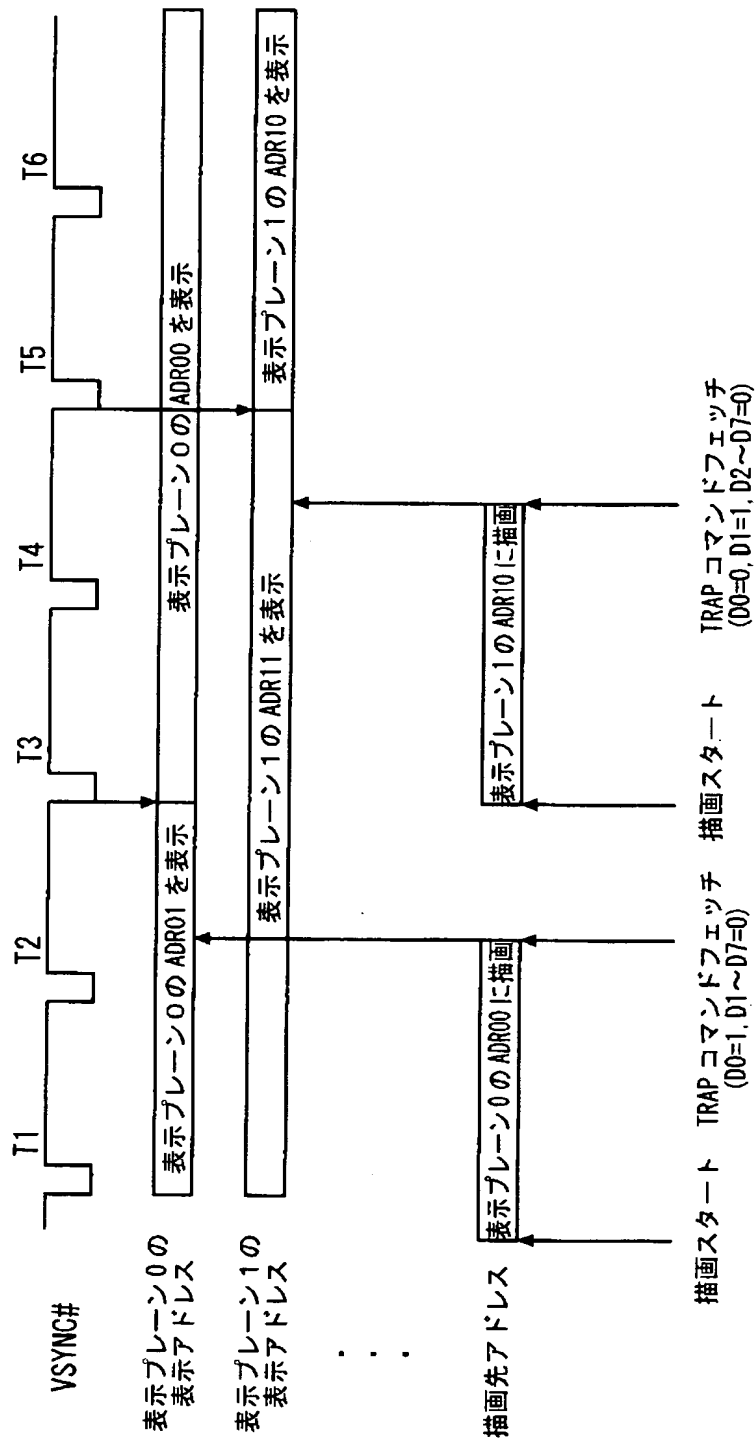 VSYNC#
T1
T2
T3
T4
T5
T6
表示プレーン0の
表示アドレス
表示プレーン0のADR01を表示
表示プレーン0のADR00を表示
表示プレーン1の
表示アドレス
表示プレーン1のADR11を表示
表示プレーン1のADR10を表示
・・・
描画先アドレス
表示プレーン0のADR00に描画
表示プレーン1のADR10に描画
描画スタート
TRAPコマンドフェッチ
(D0=1, D1～D7=0)
描画スタート
TRAPコマンドフェッチ
(D0=0, D1=1, D2～D7=0)